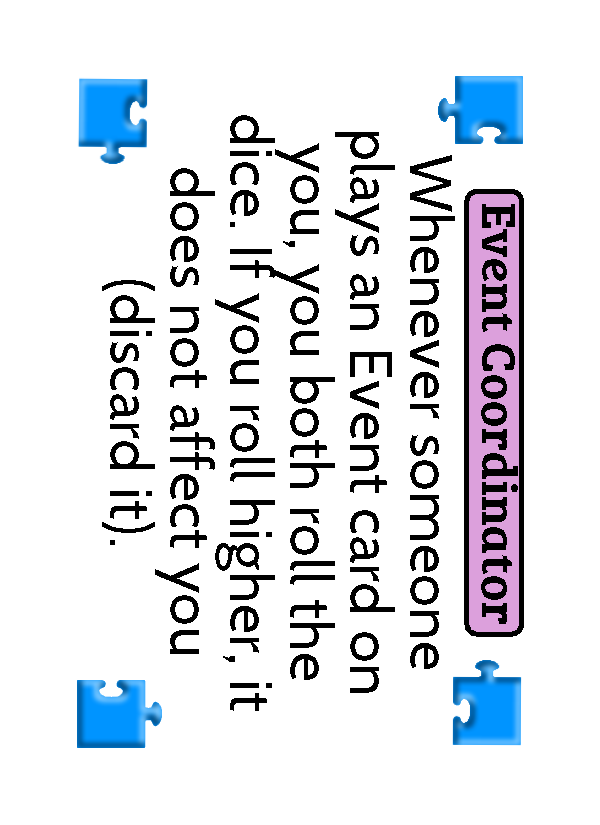 Event Coordinator
Whenever someone
plays an Event card on
you, you both roll the
dice. If you roll higher, it
does not affect you
(discard it).